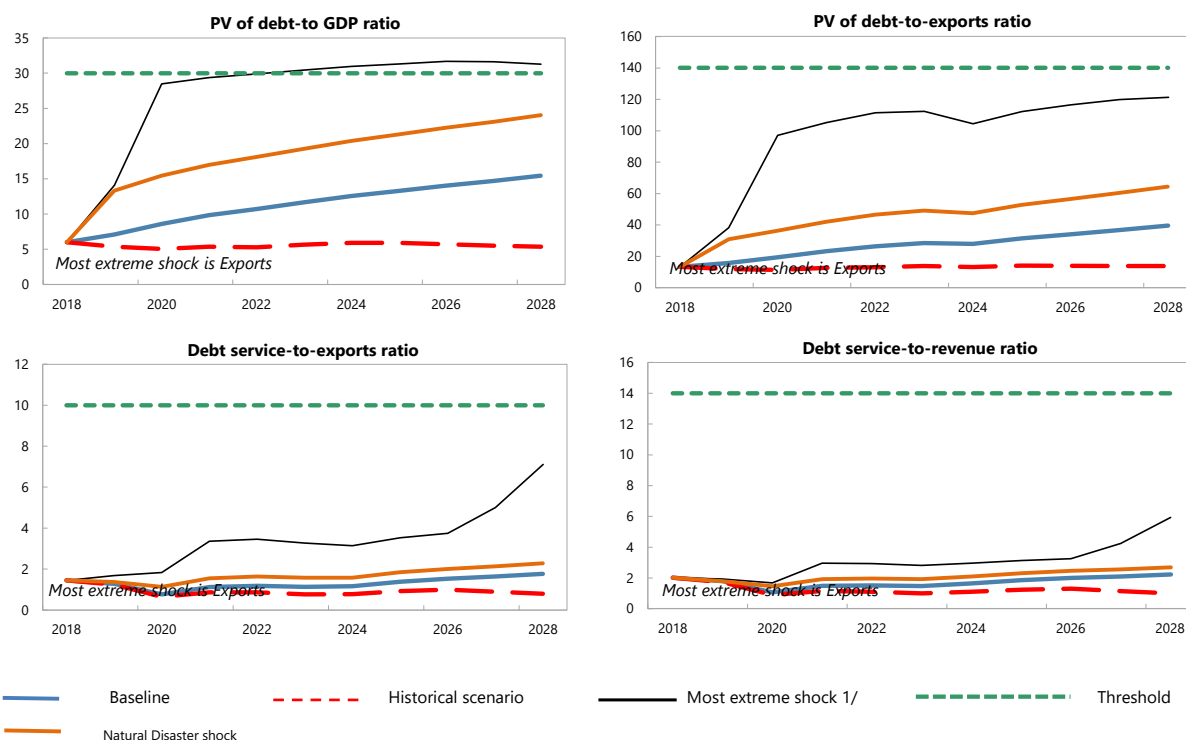 PV of debt-to GDP ratio
35
30
25
20
15
10
5
0
Most extreme shock is Exports
2018 2020 2022 2024 2026 2028
PV of debt-to-exports ratio
160
140
120
100
80
60
40
20
0
Most extreme shock is Exports
2018 2020 2022 2024 2026 2028
Debt service-to-exports ratio
12
10
8
6
4
2
0
Most extreme shock is Exports
2018 2020 2022 2024 2026 2028
Debt service-to-revenue ratio
16
14
12
10
8
6
4
2
0
Most extreme shock is Exports
2018 2020 2022 2024 2026 2028
Baseline Historical scenario Most extreme shock 1/ Threshold
Natural Disaster shock